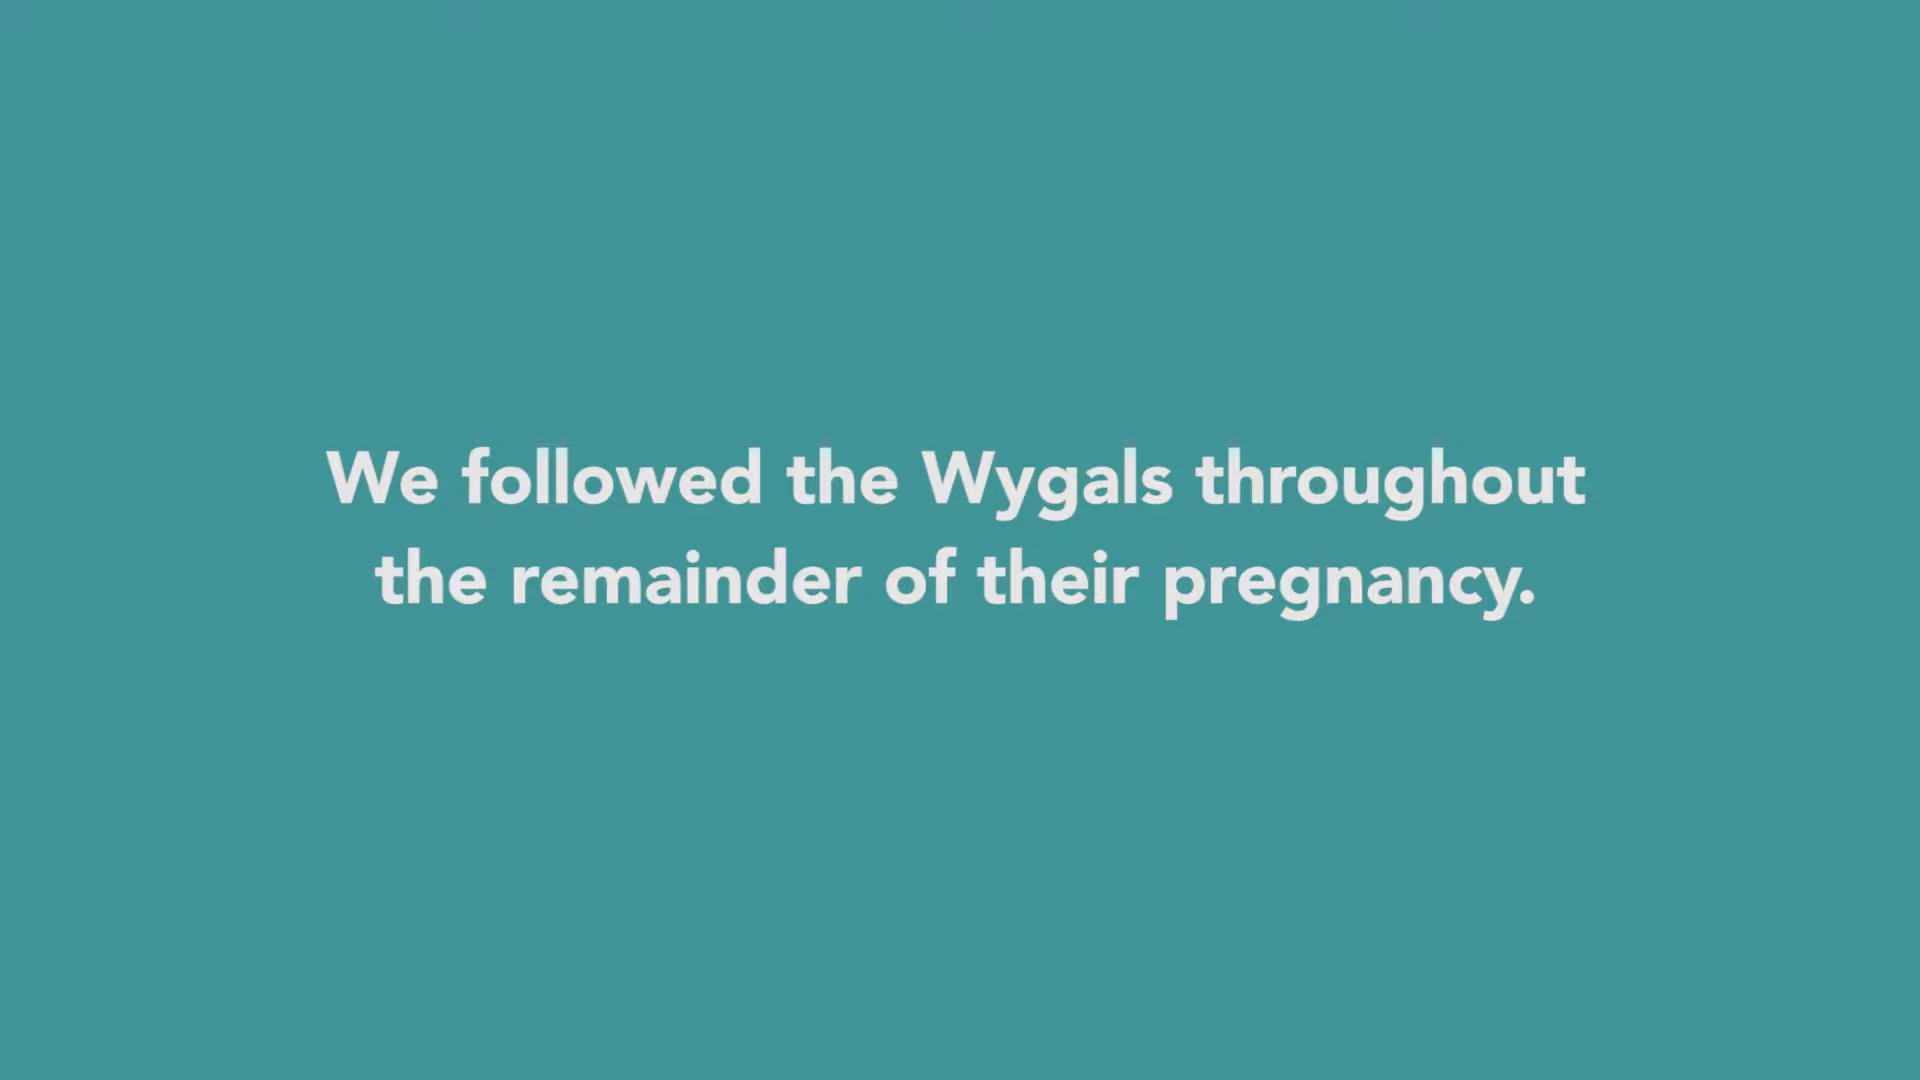 We followed the Wygals throughout
the remainder of their pregnancy.